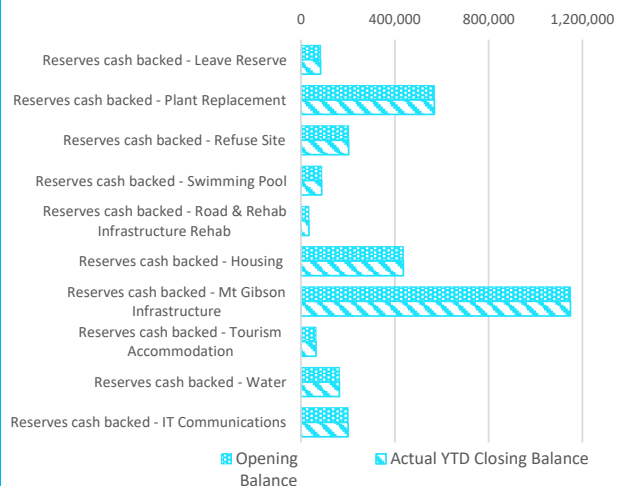 0 400,000 800,000 1,200,000
Reserves cash backed - Leave Reserve
Reserves cash backed - Plant Replacement
Reserves cash backed - Refuse Site
Reserves cash backed - Swimming Pool
Reserves cash backed - Road & Rehab
Infrastructure Rehab
Reserves cash backed - Housing
Reserves cash backed - Mt Gibson
Infrastructure
Reserves cash backed - Tourism
Accommodation
Reserves cash backed - Water
Reserves cash backed - IT Communications
Opening
Balance
Actual YTD Closing Balance